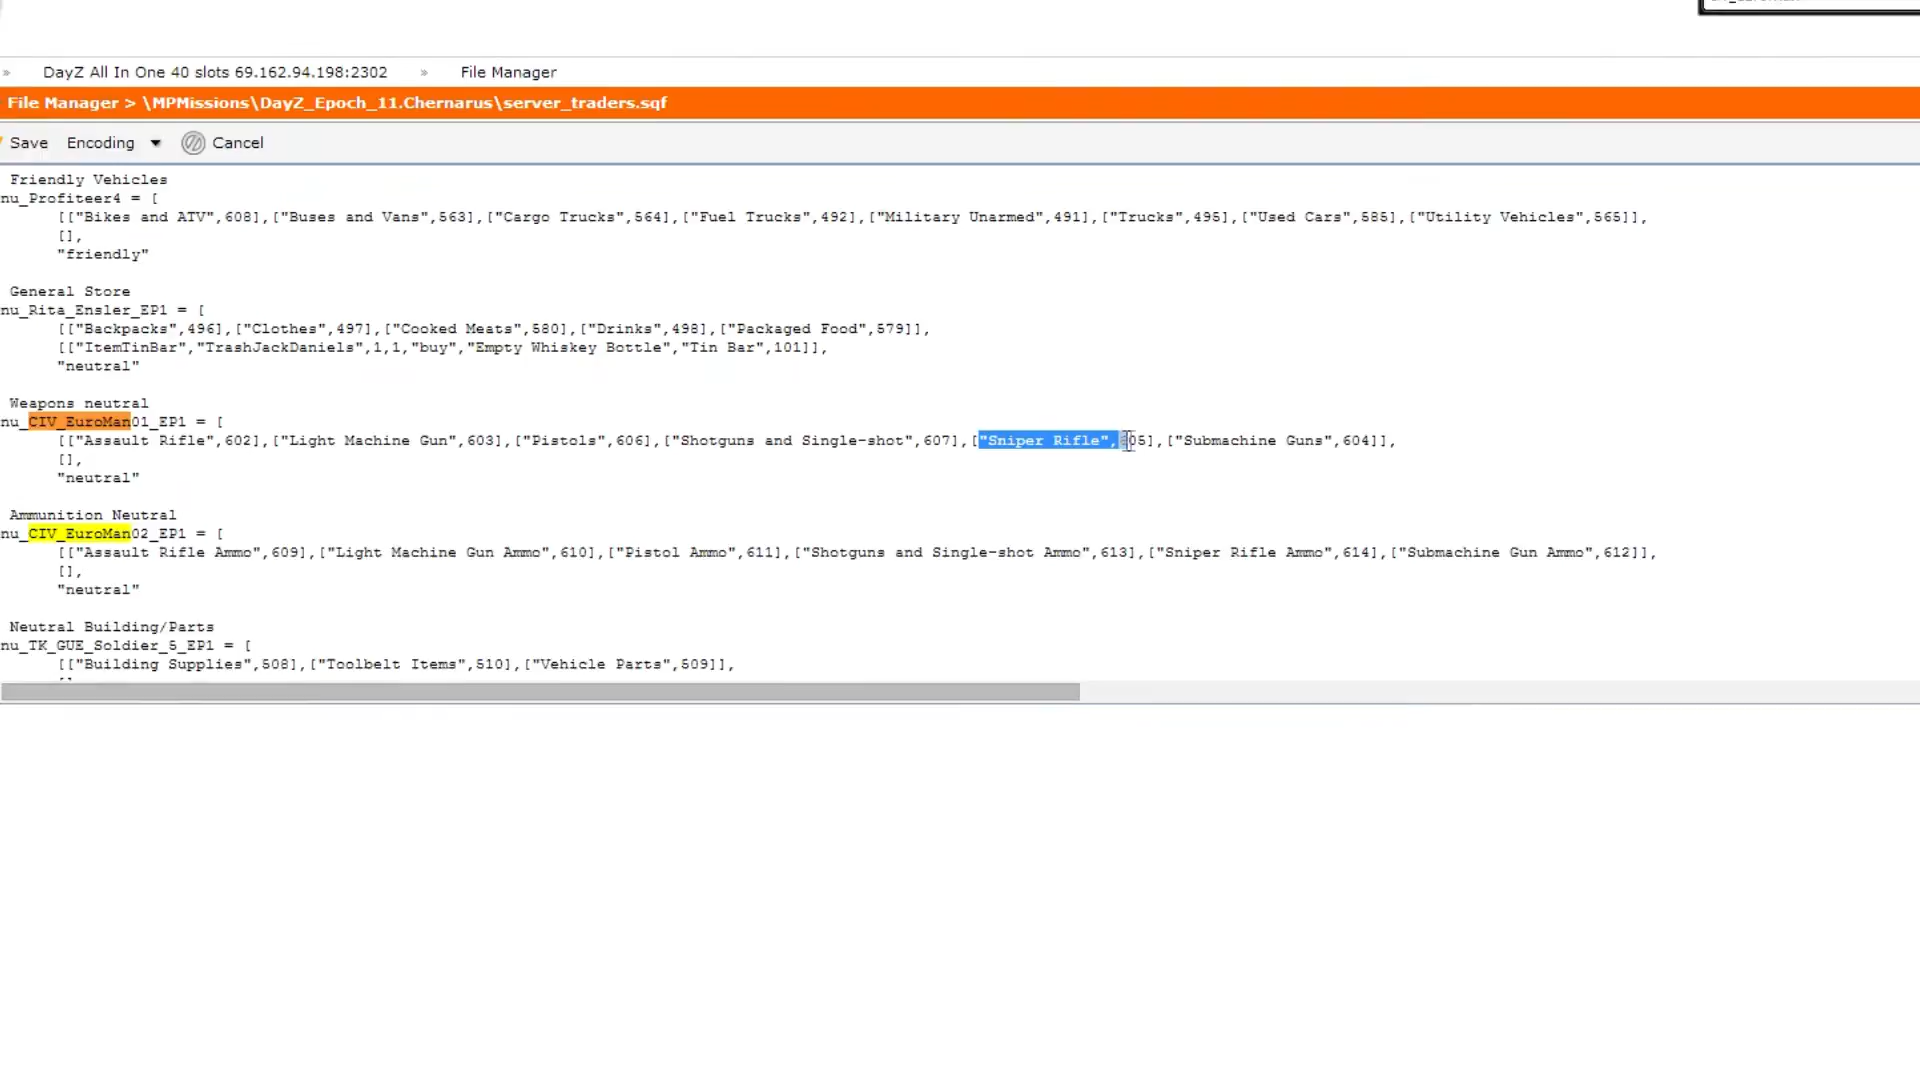 » DayZ All In One 40 slots 69.162.94.198:2302 » File Manager
File Manager > \MPMissions\DayZ_Epoch_11.Chernarus\server_traders.sqf
Save Encoding Cancel
Friendly Vehicles
nu_Profiteer4 = [
[["Bikes and ATV",608],["Buses and Vans",563],["Cargo Trucks",564],["Fuel Trucks",492],["Military Unarmed",491],["Trucks",495],["Used Cars",585],["Utility Vehicles",565]],
[],
"friendly"
General Store
nu_Rita_Ensler_EP1 = [
[["Backpacks",496],["Clothes",497],["Cooked Meats",580],["Drinks",498],["Packaged Food",579]],
[["ItemTinBar","TrashJackDaniels",1,1,"buy","Empty Whiskey Bottle","Tin Bar",101]],
"neutral"
Weapons neutral
nu_CIV_EuroMan01_EP1 = [
[["Assault Rifle",602],["Light Machine Gun",603],["Pistols",606],["Shotguns and Single-shot",607],["Sniper Rifle",605],["Submachine Guns",604]],
[],
"neutral"
Ammunition Neutral
nu_CIV_EuroMan02_EP1 = [
[["Assault Rifle Ammo",609],["Light Machine Gun Ammo",610],["Pistol Ammo",611],["Shotguns and Single-shot Ammo",613],["Sniper Rifle Ammo",614],["Submachine Gun Ammo",612]],
[],
"neutral"
Neutral Building/Parts
nu_TK_GUE_Soldier_5_EP1 = [
[["Building Supplies",508],["Toolbelt Items",510],["Vehicle Parts",509]],